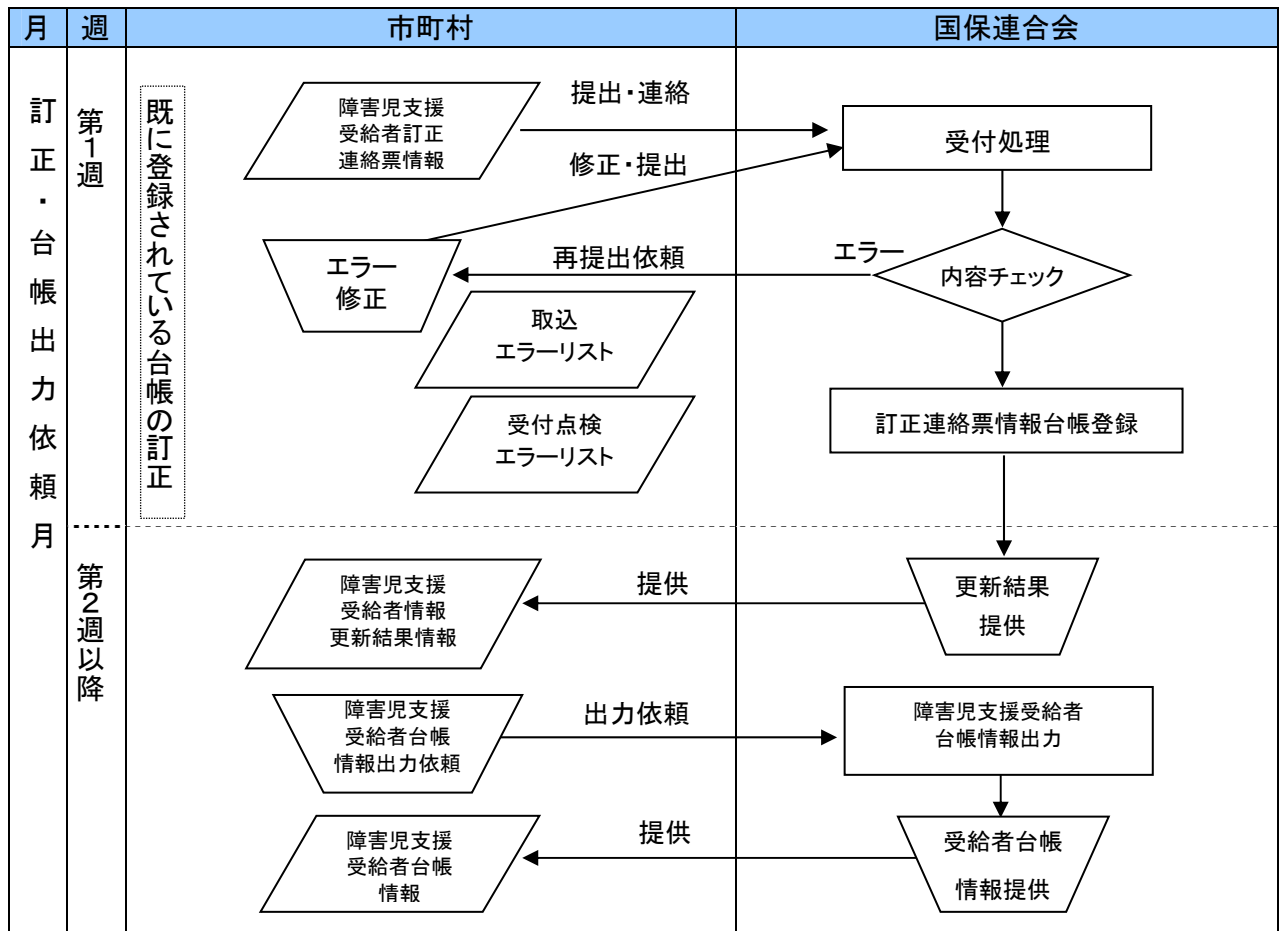 月
週
市町村
国保連合会
訂正・台帳出力依頼月
第1週
既に登録されている台帳の訂正
障害児支援
受給者訂正
連絡票情報
提出・連絡
受付処理
修正・提出
エラー
修正
再提出依頼
エラー
内容チェック
取込
エラーリスト
受付点検
エラーリスト
訂正連絡票情報台帳登録
第2週以降
障害児支援
受給者情報
更新結果情報
提供
更新結果
提供
障害児支援
受給者台帳
情報出力依頼
出力依頼
障害児支援受給者
台帳情報出力
障害児支援
受給者台帳
情報
提供
受給者台帳
情報提供